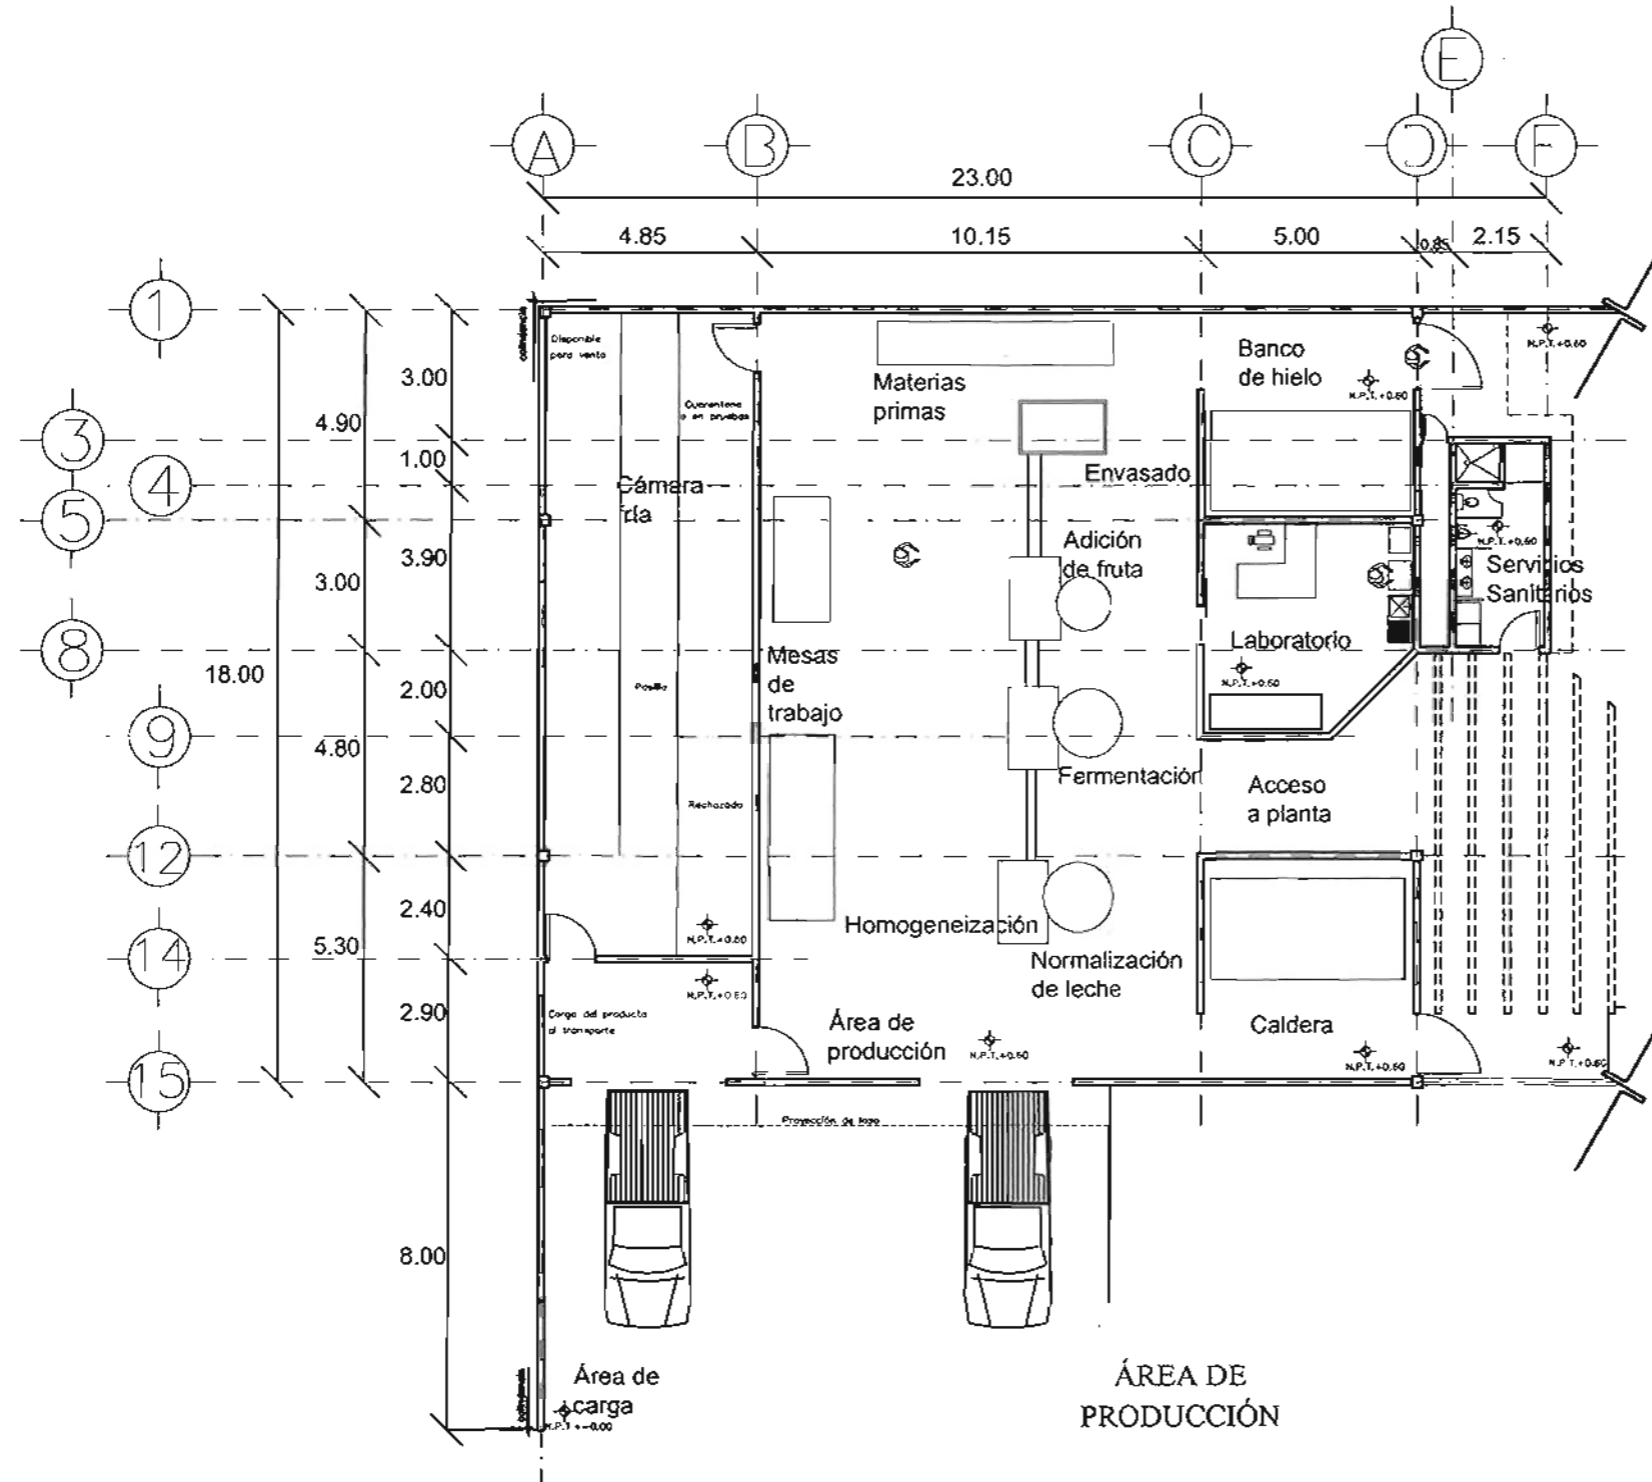 E
A B C D F
23.00
4.85 10.15 5.00 0.85 2.15
1
3
4
5
8
9
12
14
15
3.00
4.90
1.00
3.90
3.00
18.00
2.00
4.80
2.80
2.40
5.30
2.90
8.00
colindancia
Disponible
para venta
Cuarentena
o en pruebas
Cámara
fría
Pasillo
Rechazado
N.P.T.+0.60
N.P.T.+0.60
Carga del producto
al transporte
Materias
primas
Envasado
Adición
de fruta
Mesas
de
trabajo
Fermentación
Homogeneización
Normalización
de leche
Área de
producción
N.P.T.+0.60
Banco
de hielo
N.P.T.+0.60
Laboratorio
N.P.T.+0.60
Acceso
a planta
Caldera
N.P.T.+0.60
N.P.T.+0.60
N.P.T.+0.60
Servicios
Sanitarios
N.P.T.+0.60
Proyección de losa
colindancia
Área de
carga
N.P.T +-0.00
ÁREA DE
PRODUCCIÓN